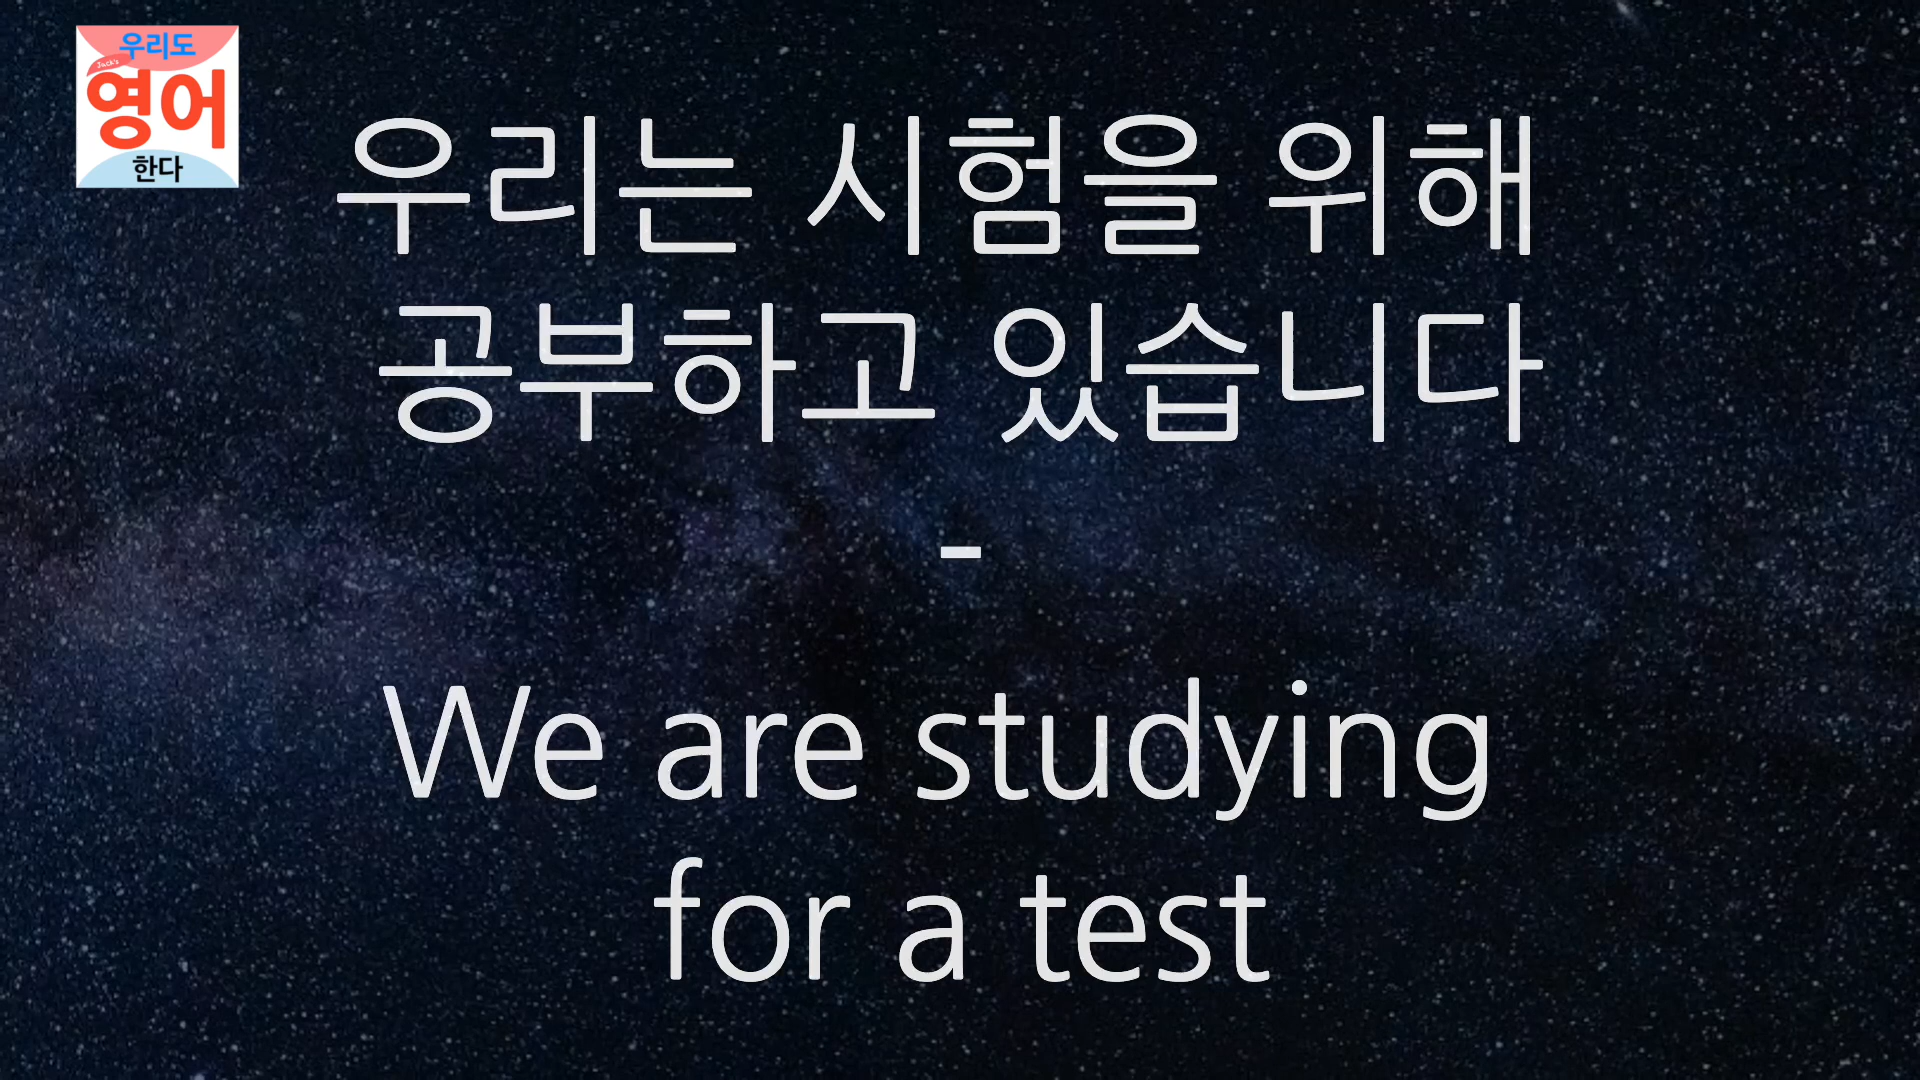 우리도
Jack's
영어
한다
우리는 시험을 위해
공부하고 있습니다
-
We are studying
for a test